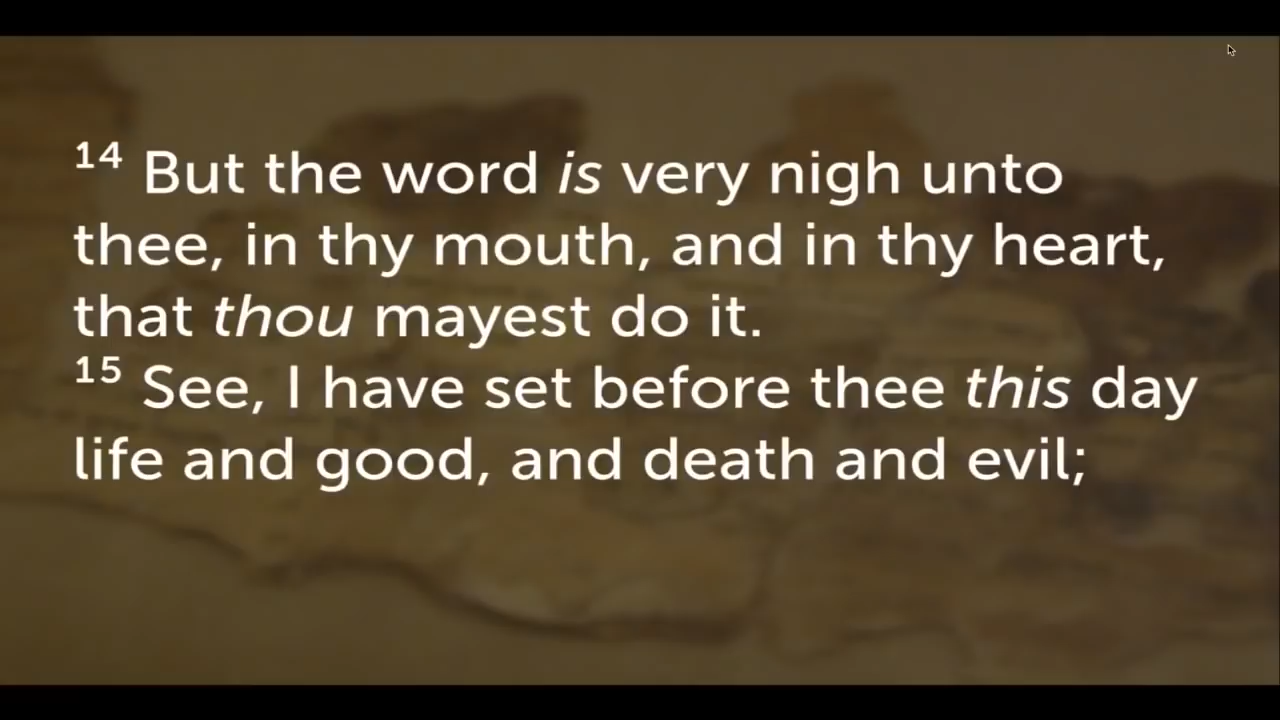 14 But the word is very nigh unto
thee, in thy mouth, and in thy heart,
that thou mayest do it.
15 See, I have set before thee this day
life and good, and death and evil;